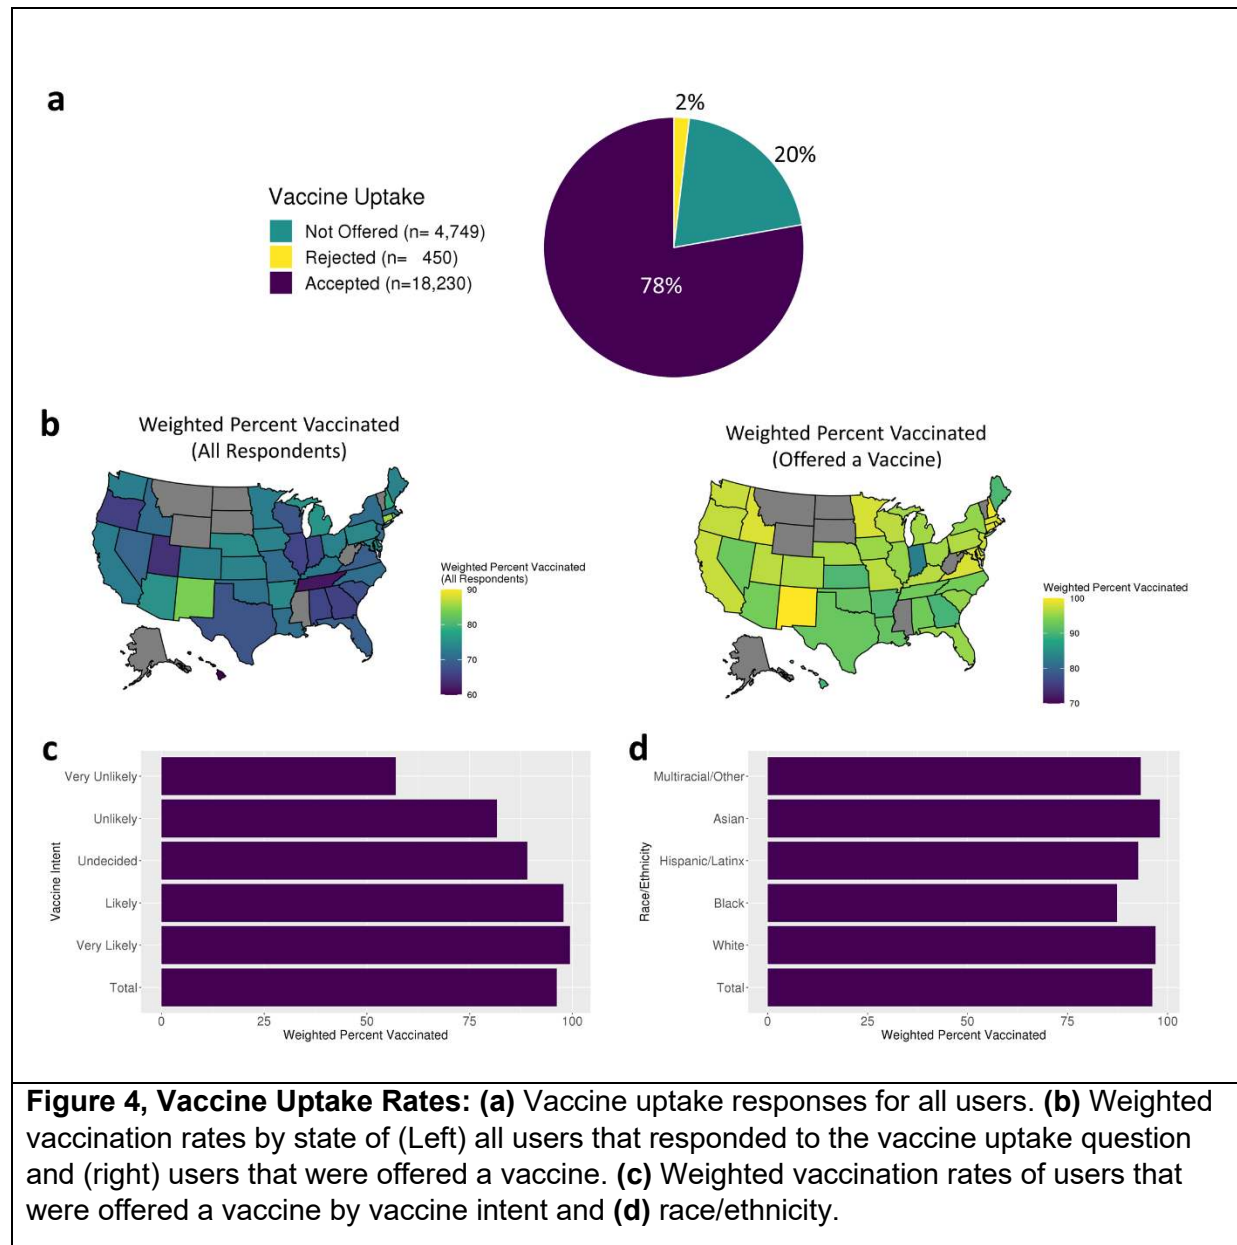 a
2%
20%
78%
Vaccine Uptake
Not Offered (n= 4,749)
Rejected (n= 450)
Accepted (n=18,230)
b
Weighted Percent Vaccinated
(All Respondents)
Weighted Percent Vaccinated
(All Respondents)
90
80
70
60
Weighted Percent Vaccinated
(Offered a Vaccine)
Weighted Percent Vaccinated
100
90
80
70
c
Vaccine Intent
Very Unlikely
Unlikely
Undecided
Likely
Very Likely
Total
0 25 50 75 100
Weighted Percent Vaccinated
d
Race/Ethnicity
Multiracial/Other
Asian
Hispanic/Latinx
Black
White
Total
0 25 50 75 100
Weighted Percent Vaccinated
Figure 4, Vaccine Uptake Rates: (a) Vaccine uptake responses for all users. (b) Weighted
vaccination rates by state of (Left) all users that responded to the vaccine uptake question
and (right) users that were offered a vaccine. (c) Weighted vaccination rates of users that
were offered a vaccine by vaccine intent and (d) race/ethnicity.